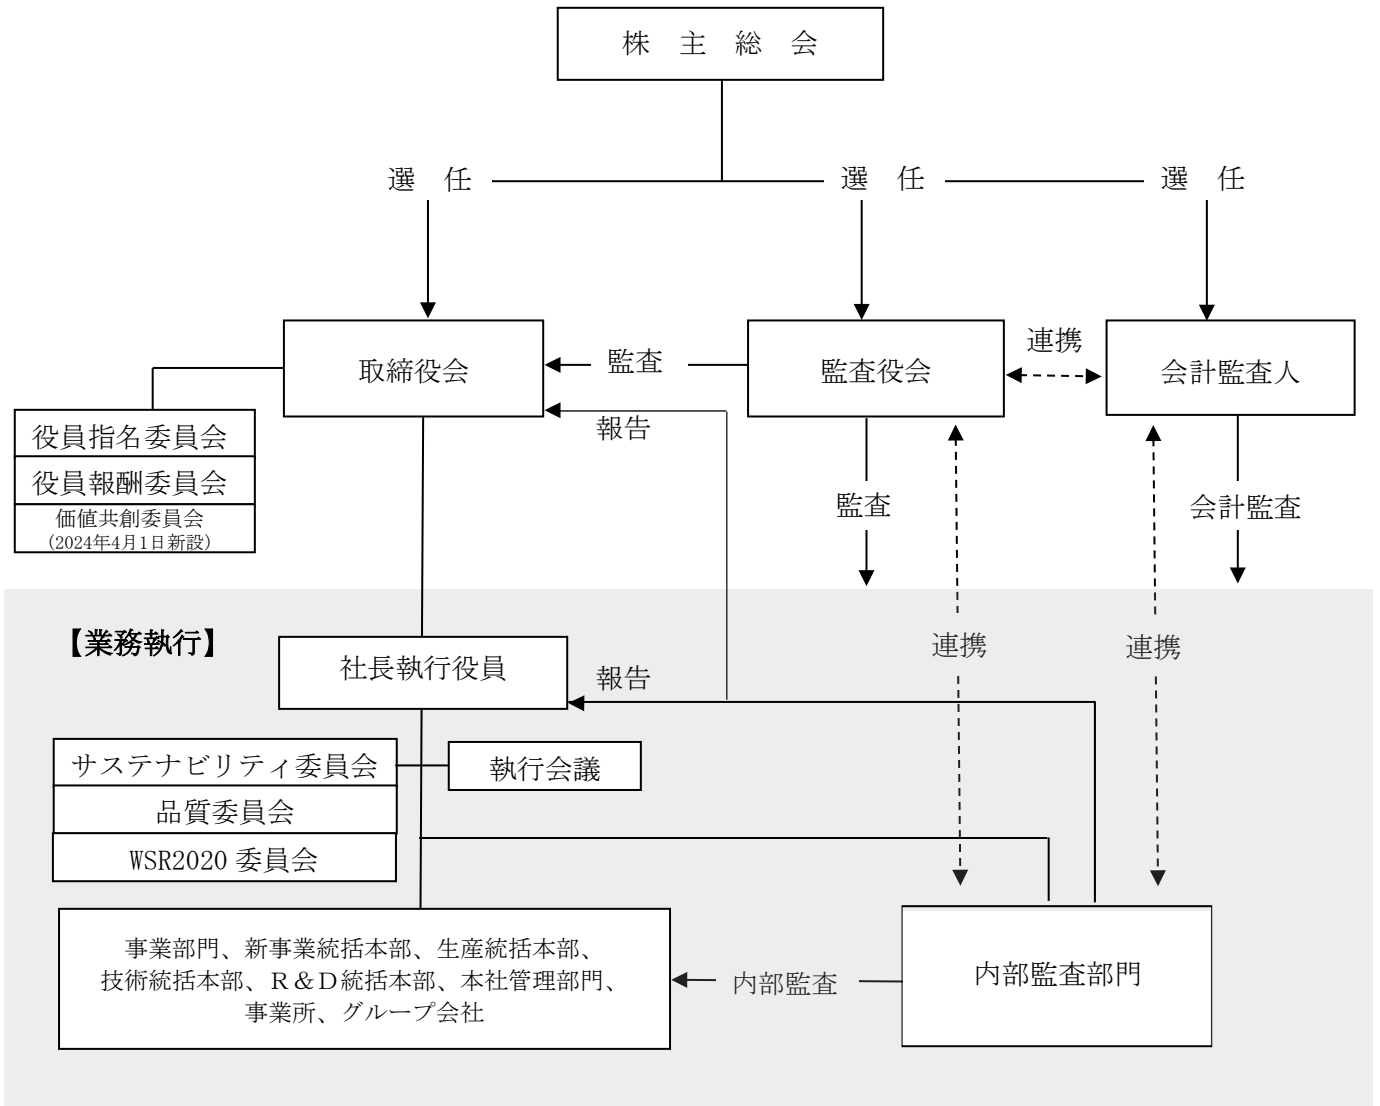 株　主　総　会
選　任
選　任
選　任
取締役会
監査
監査役会
連携
会計監査人
報告
役員指名委員会
役員報酬委員会
価値共創委員会
(2024年4月1日新設)
監査
会計監査
【業務執行】
社長執行役員
報告
連携
連携
サステナビリティ委員会
執行会議
品質委員会
WSR2020 委員会
事業部門、新事業統括本部、生産統括本部、
技術統括本部、Ｒ＆Ｄ統括本部、本社管理部門、
事業所、グループ会社
内部監査
内部監査部門